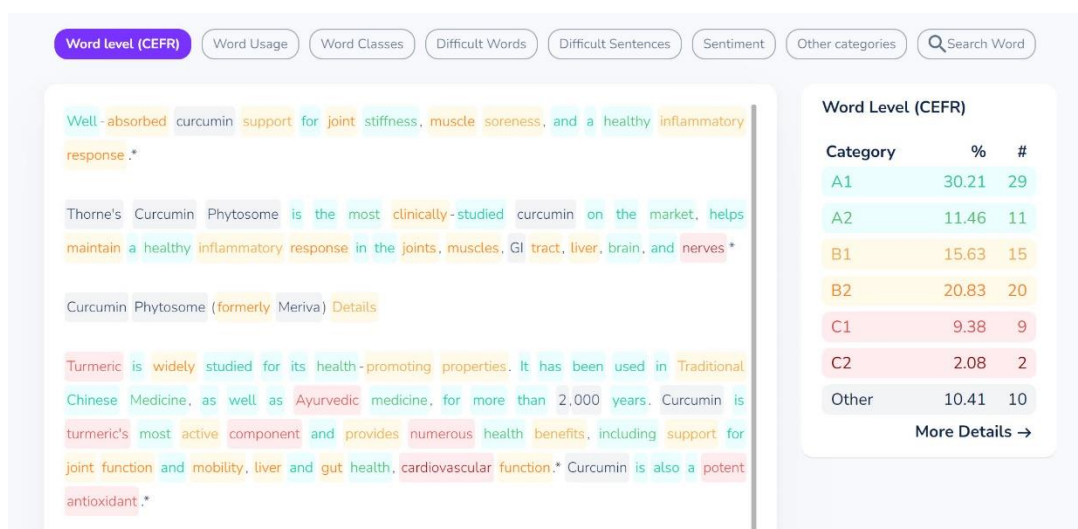 Word level (CEFR) Word Usage Word Classes Difficult Words Difficult Sentences Sentiment Other categories Search Word
Well-absorbed curcumin support for joint stiffness, muscle soreness, and a healthy inflammatory
response.*
Thorne's Curcumin Phytosome is the most clinically-studied curcumin on the market, helps
maintain a healthy inflammatory response in the joints, muscles, GI tract, liver, brain, and nerves*
Curcumin Phytosome (formerly Meriva) Details
Turmeric is widely studied for its health-promoting properties. It has been used in Traditional
Chinese Medicine, as well as Ayurvedic medicine, for more than 2,000 years. Curcumin is
turmeric's most active component and provides numerous health benefits, including support for
joint function and mobility, liver and gut health, cardiovascular function.* Curcumin is also a potent
antioxidant.*
Word Level (CEFR)
Category % #
A1 30.21 29
A2 11.46 11
B1 15.63 15
B2 20.83 20
C1 9.38 9
C2 2.08 2
Other 10.41 10
More Details →